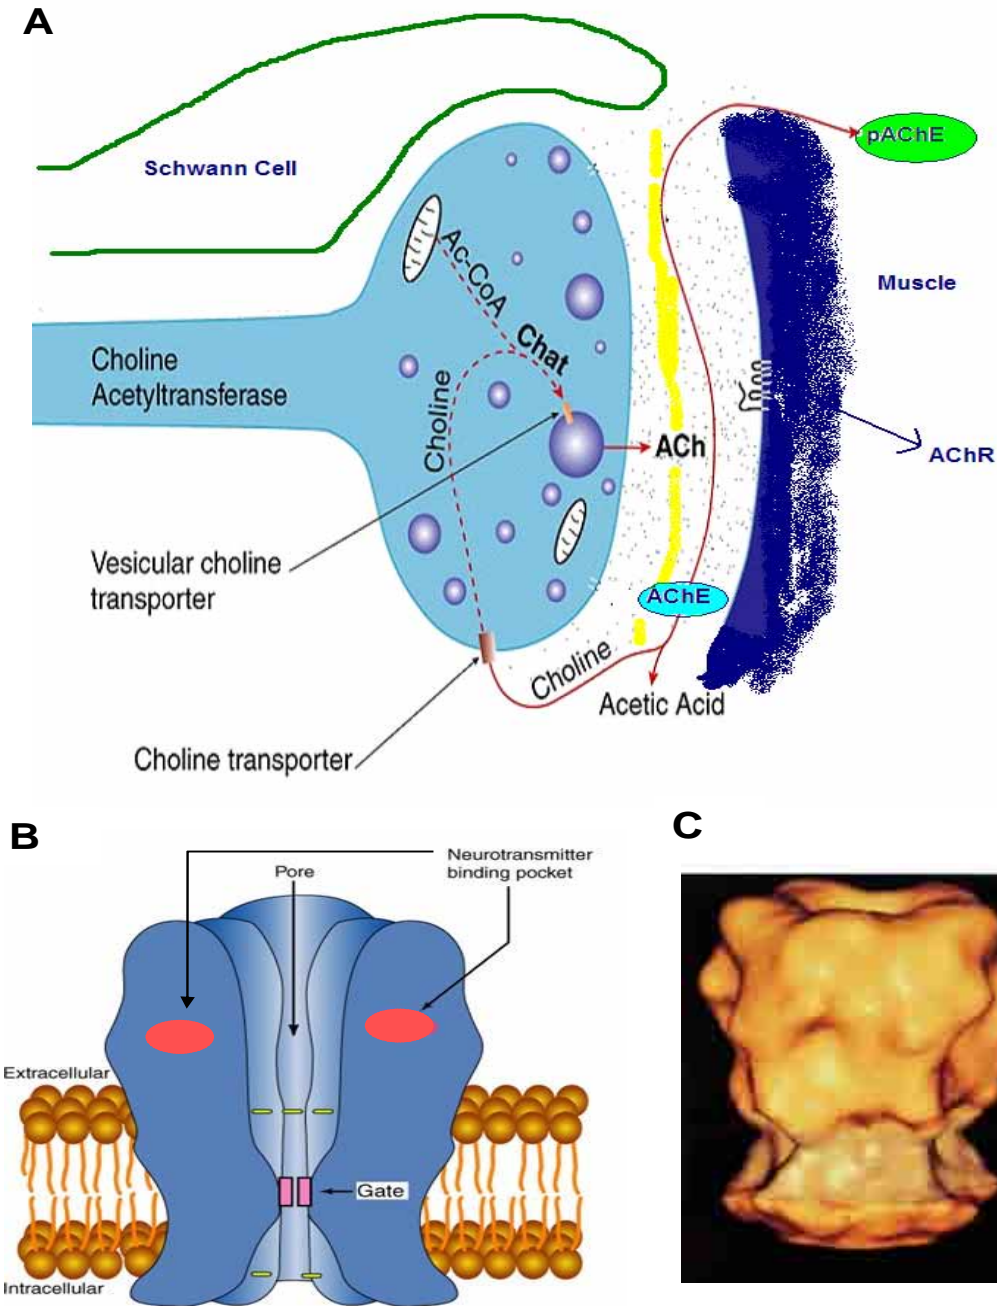 A
Schwann Cell
pAChE
Muscle
Ac-CoA
Chat
Choline
Acetyltransferase
Choline
ACh
AChR
Vesicular choline
transporter
AChE
Choline
Acetic Acid
Choline transporter
B
C
Neurotransmitter
binding pocket
Pore
Extracellular
Gate
Intracellular